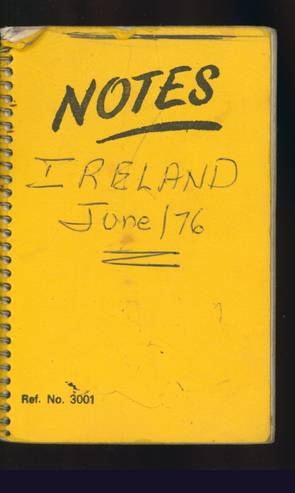 NOTES
IRELAND
June/76
Ref. No. 3001